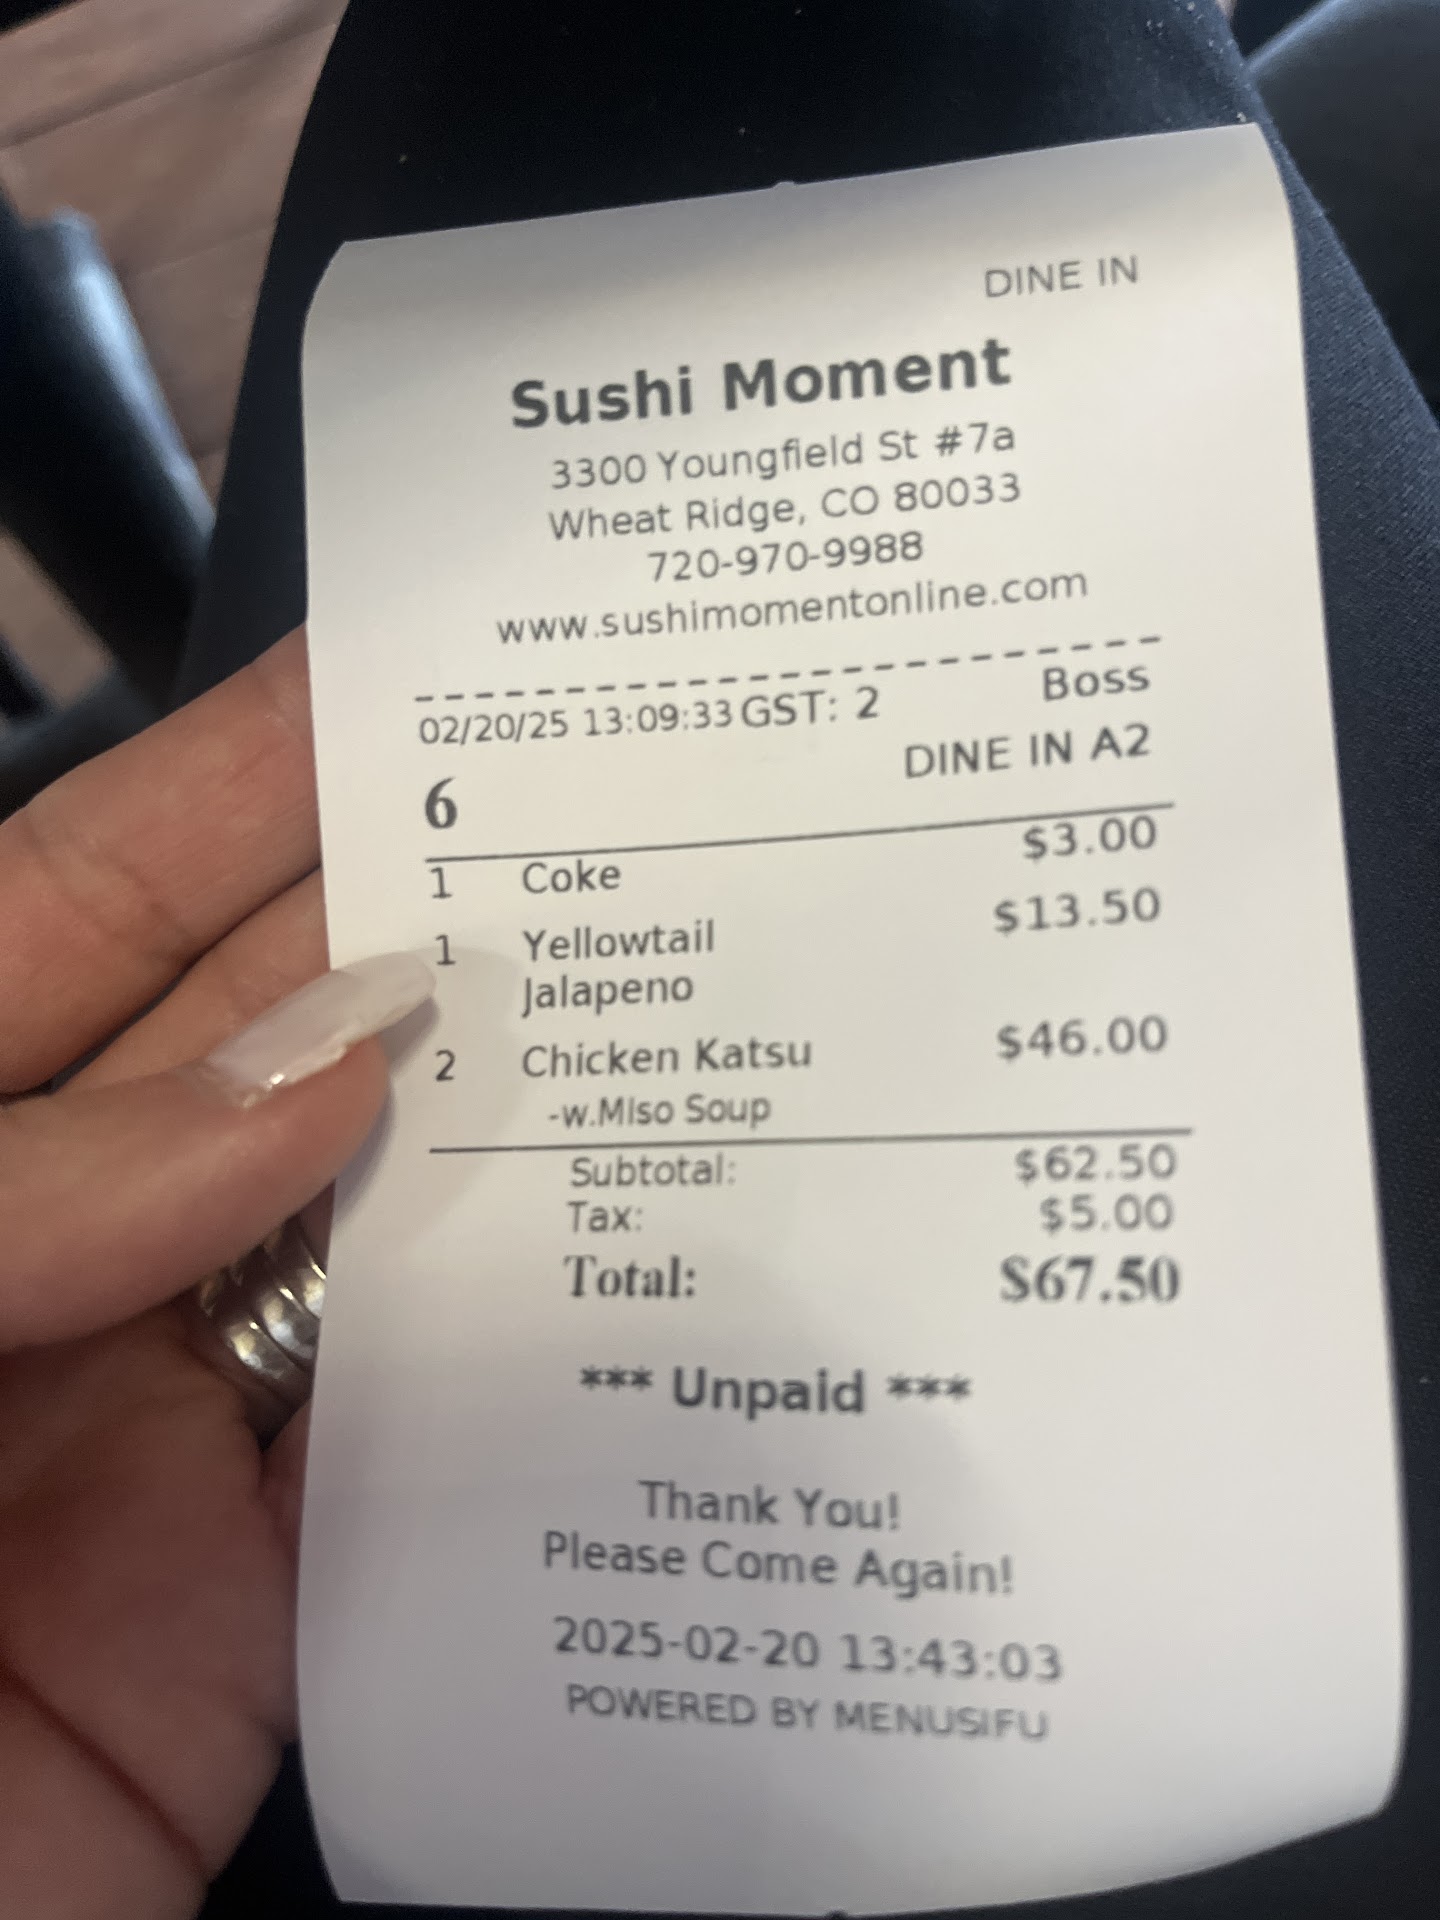 DINE IN
Sushi Moment
3300 Youngfield St #7a
Wheat Ridge, CO 80033
720-970-9988
www.sushimomentonline.com
02/20/25 13:09:33 GST: 2 Boss
6 DINE IN A2
1 Coke $3.00
1 Yellowtail $13.50
Jalapeno
2 Chicken Katsu $46.00
-w.MIso Soup
Subtotal: $62.50
Tax: $5.00
Total: $67.50
*** Unpaid ***
Thank You!
Please Come Again!
2025-02-20 13:43:03
POWERED BY MENUSIFU